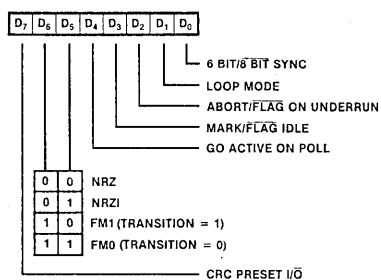 D7 D6 D5 D4 D3 D2 D1 D0
6 BIT/8 BIT SYNC
LOOP MODE
ABORT/FLAG ON UNDERRUN
MARK/FLAG IDLE
GO ACTIVE ON POLL
0 0 NRZ
0 1 NRZI
1 0 FM1 (TRANSITION = 1)
1 1 FM0 (TRANSITION = 0)
CRC PRESET I/O